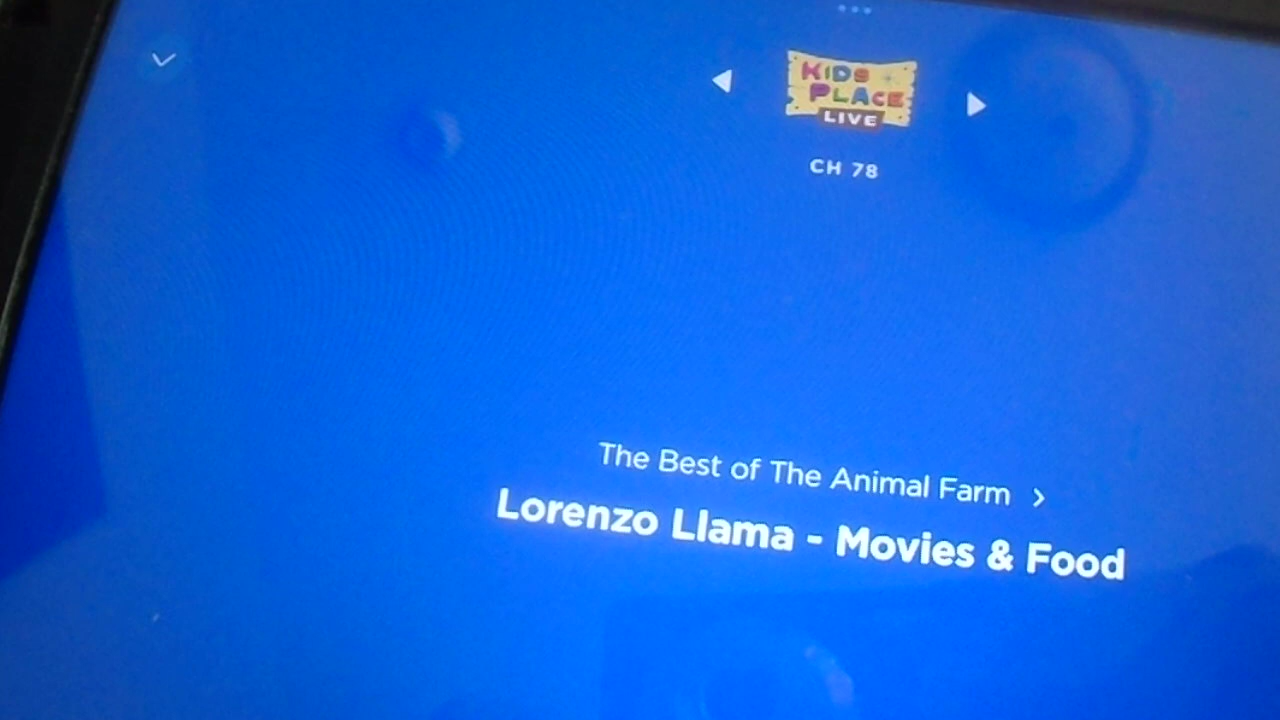 KIDS
PLACE
LIVE
CH 78
The Best of The Animal Farm
Lorenzo Llama - Movies & Food